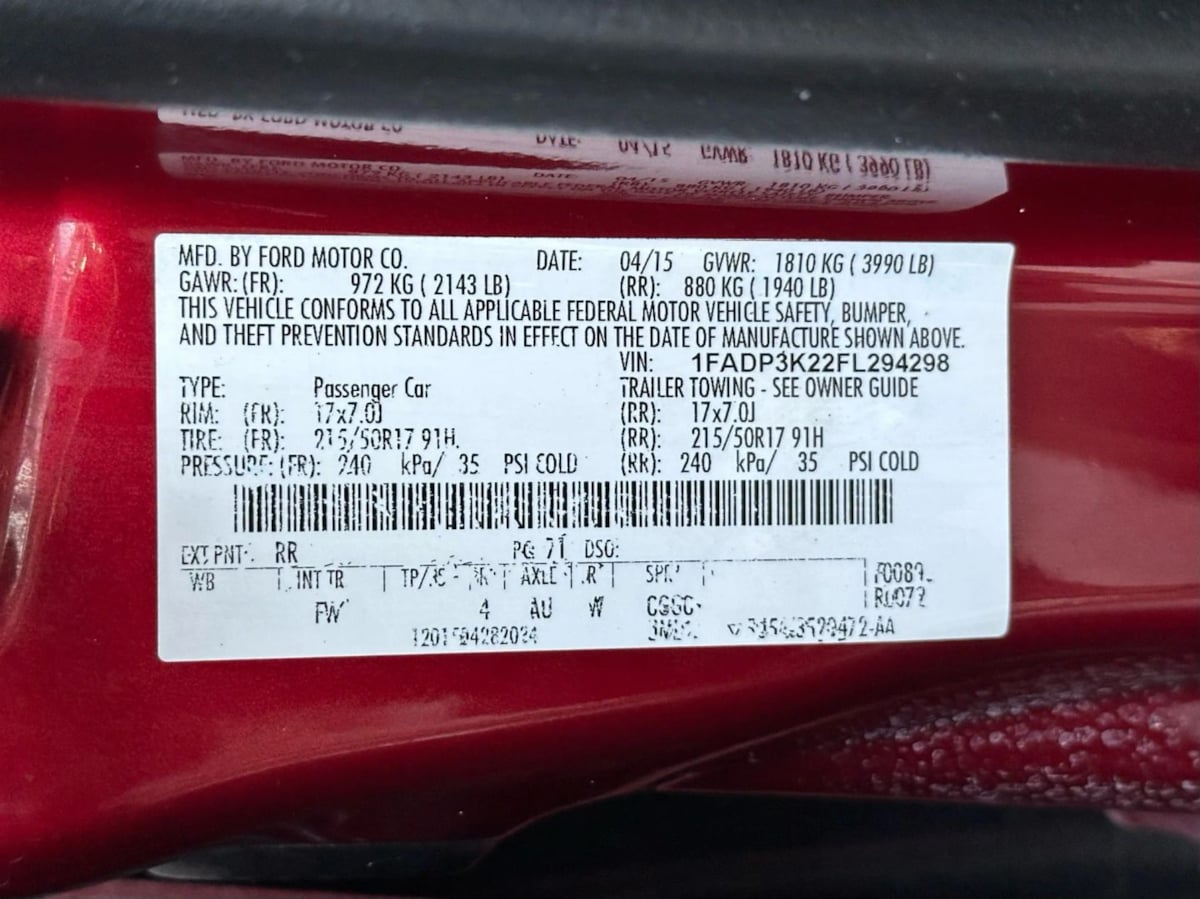 MFD. BY FORD MOTOR CO. DATE: 04/15 GVWR: 1810 KG ( 3990 LB)
GAWR: (FR): 972 KG ( 2143 LB) (RR): 880 KG ( 1940 LB)
THIS VEHICLE CONFORMS TO ALL APPLICABLE FEDERAL MOTOR VEHICLE SAFETY, BUMPER,
AND THEFT PREVENTION STANDARDS IN EFFECT ON THE DATE OF MANUFACTURE SHOWN ABOVE.
VIN: 1FADP3K22FL294298
TYPE: Passenger Car TRAILER TOWING - SEE OWNER GUIDE
RIM: (FR): 17x7.0J (RR): 17x7.0J
TIRE: (FR): 215/50R17 91H (RR): 215/50R17 91H
PRESSURE: (FR): 240 kPa/ 35 PSI COLD (RR): 240 kPa/ 35 PSI COLD
EXT PNT: RR PG: 71 DSO:
WB INT TR AXLE
FW 4 AU W